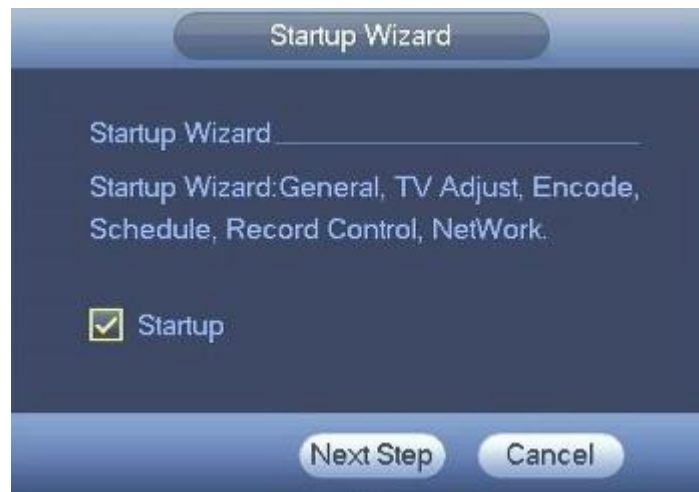 Startup Wizard
Startup Wizard
Startup Wizard:General, TV Adjust, Encode,
Schedule, Record Control, NetWork.
Startup
Next Step Cancel